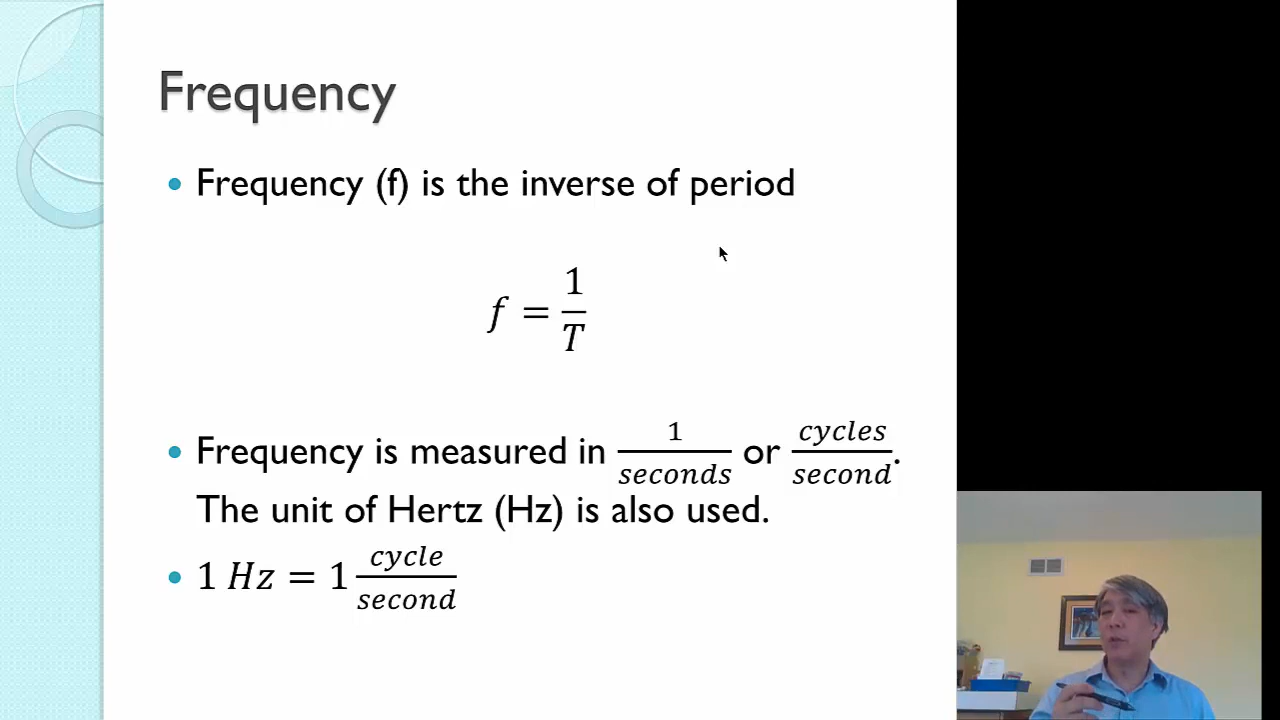 Frequency
• Frequency (f) is the inverse of period
f = 1/T
• Frequency is measured in 1/seconds or cycles/second.
The unit of Hertz (Hz) is also used.
• 1 Hz = 1 cycle/second